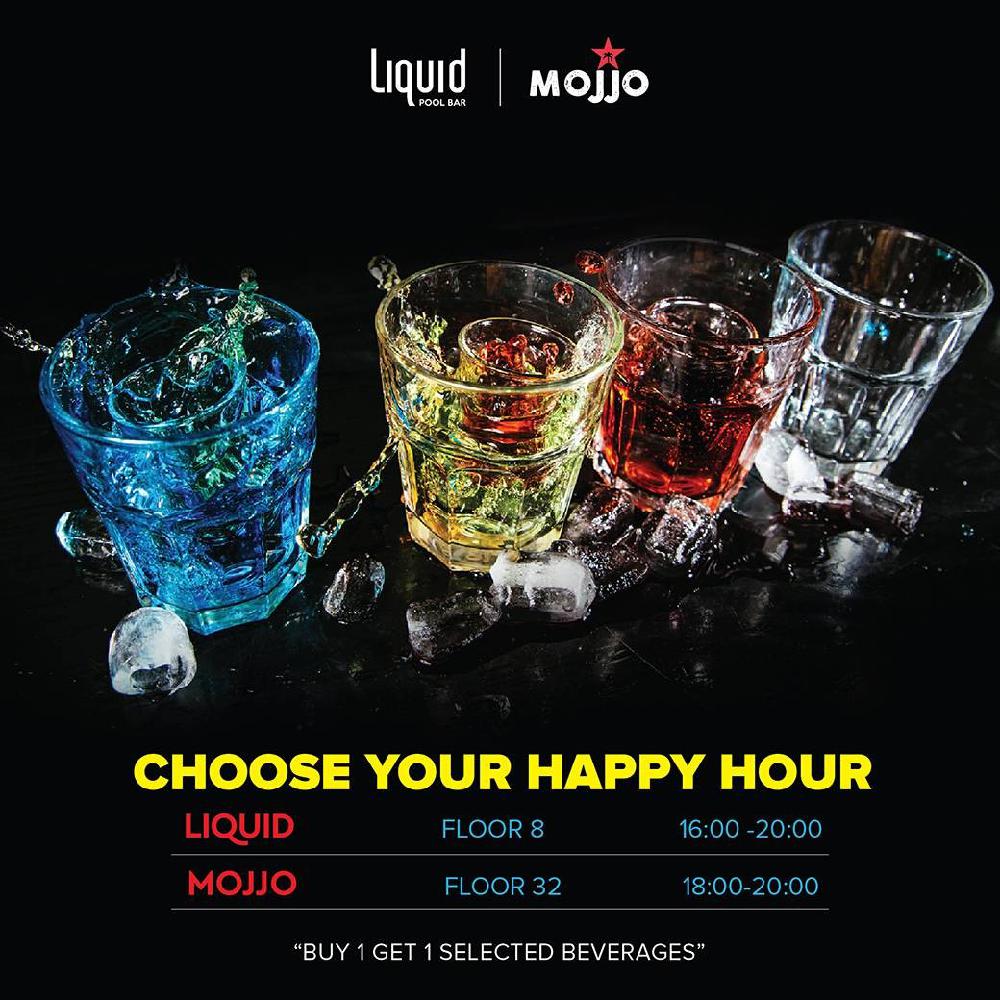 Liquid
POOL BAR
MOJJO
CHOOSE YOUR HAPPY HOUR
LIQUID FLOOR 8 16:00 -20:00
MOJJO FLOOR 32 18:00-20:00
“BUY 1 GET 1 SELECTED BEVERAGES”